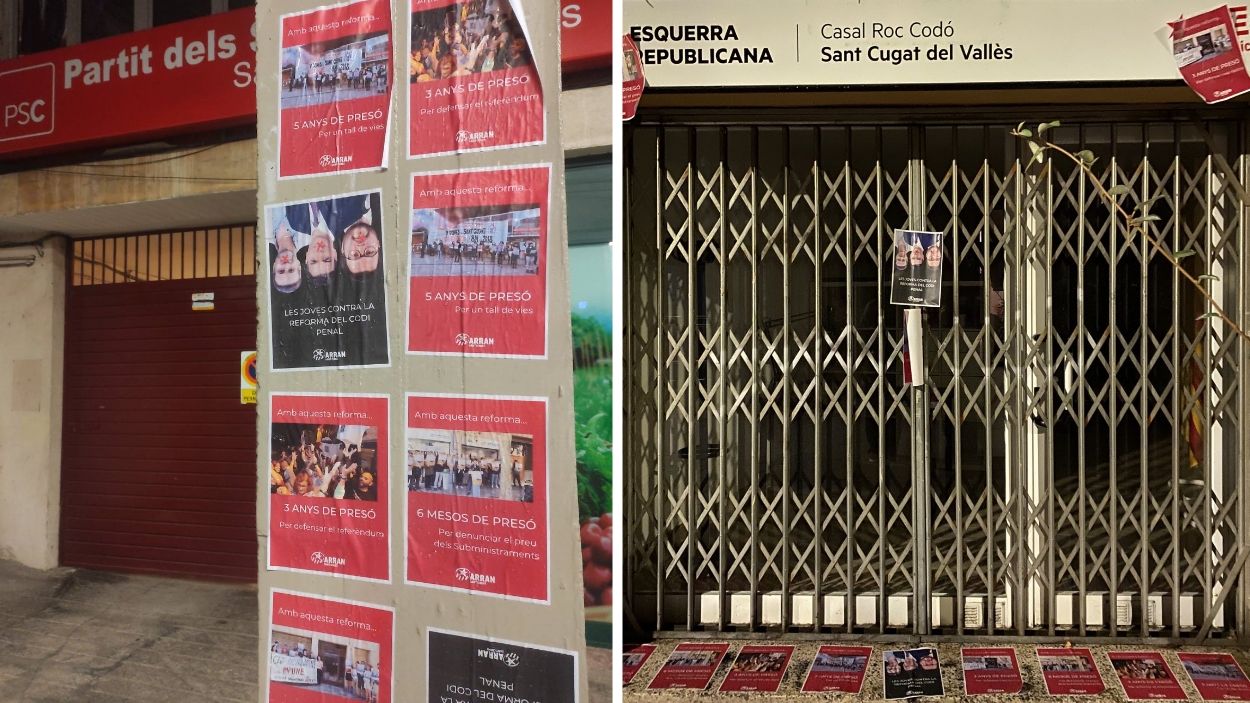 PSC
Partit dels S
Sa
s
Amb aquesta reforma...
5 ANYS DE PRESÓ
Per un tall de vies
ARRAN
3 ANYS DE PRESÓ
Per defensar el referèndum
ARRAN
LES JOVES CONTRA LA
REFORMA DEL CODI
PENAL
ARRAN
Amb aquesta reforma...
5 ANYS DE PRESÓ
Per un tall de vies
ARRAN
Amb aquesta reforma...
3 ANYS DE PRESÓ
Per defensar el referèndum
ARRAN
Amb aquesta reforma...
6 MESOS DE PRESÓ
Per denunciar el preu
dels Subministraments
ARRAN
Amb aquesta reforma...
ARRAN
REFORMA DEL CODI
PENAL
ESQUERRA
REPUBLICANA
Casal Roc Codó
Sant Cugat del Vallès
3 ANYS DE PRESÓ
Per defensar el referèndum
LES JOVES CONTRA LA
REFORMA DEL CODI
PENAL